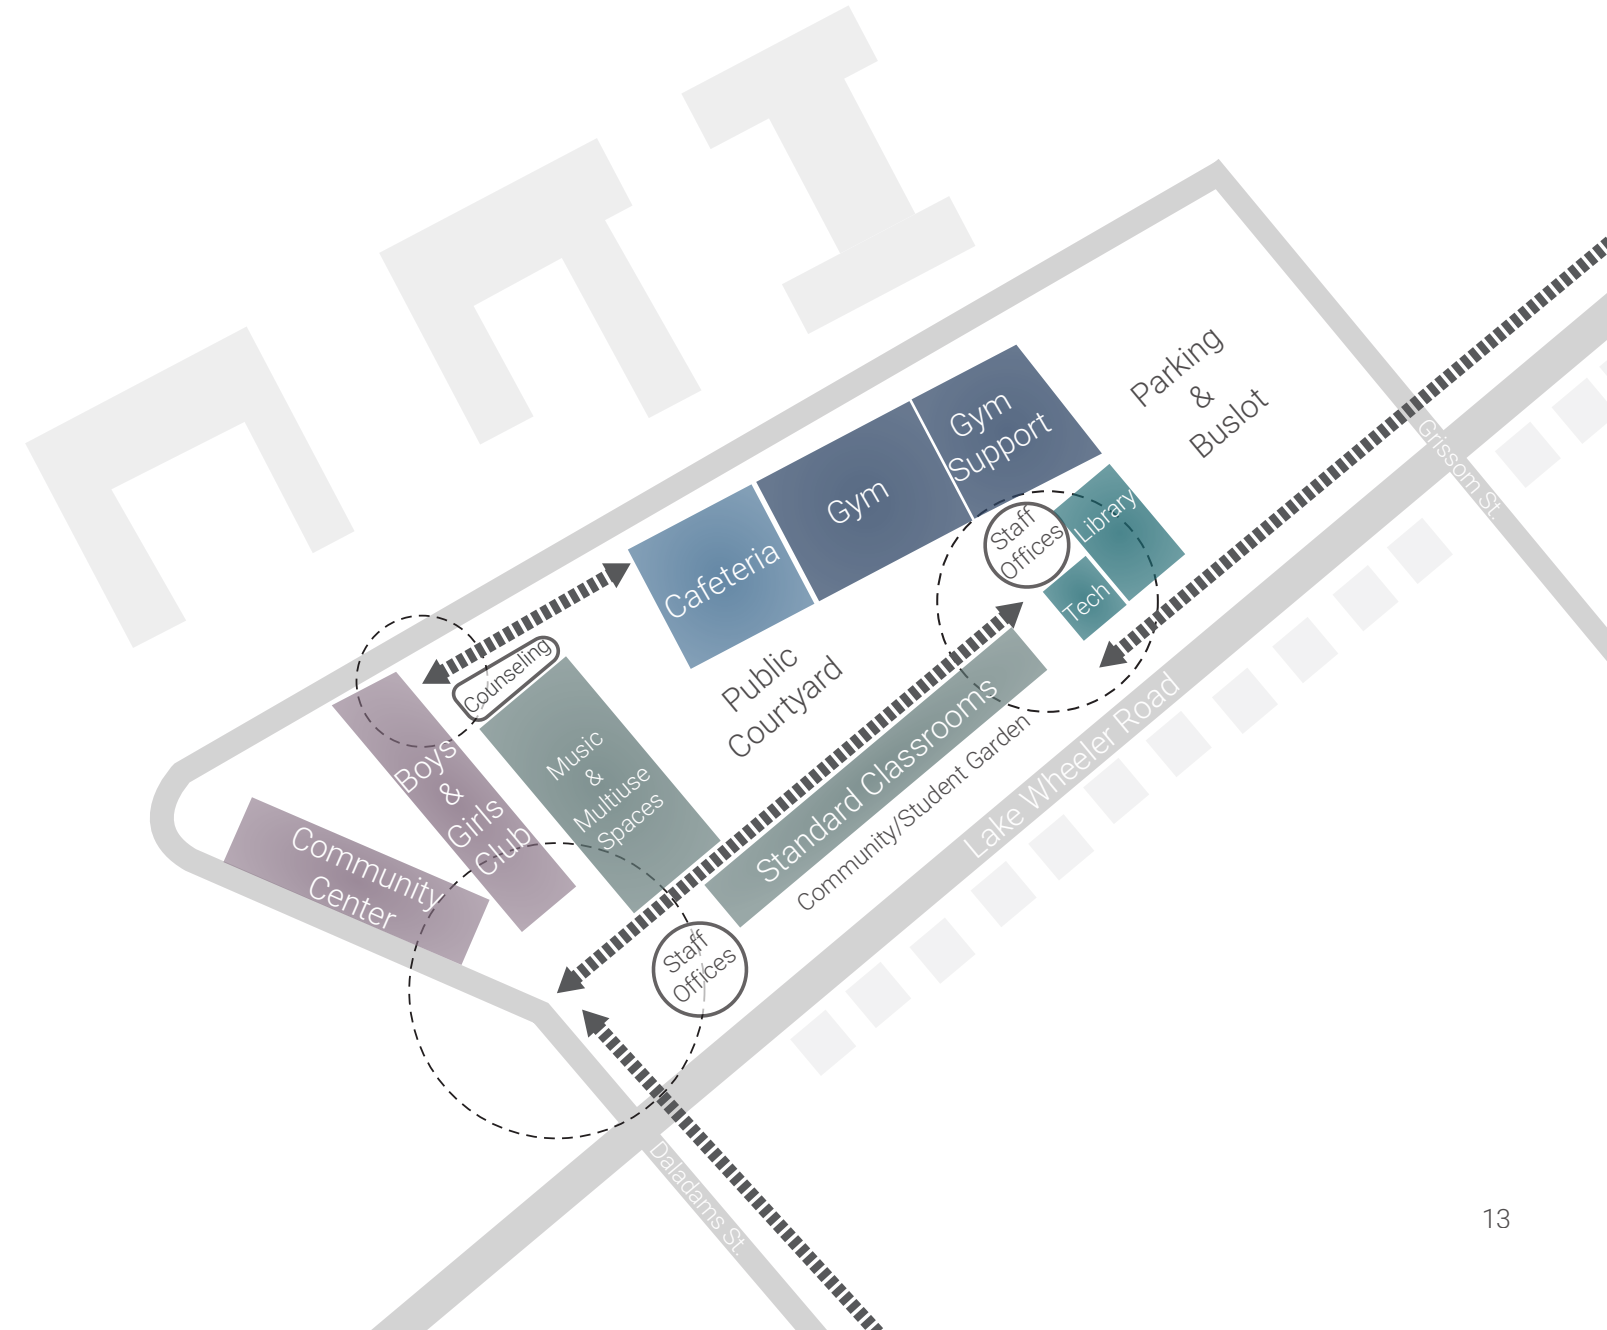 Parking
&
Buslot
Gym
Support
Gym
Cafeteria
Library
Staff
Offices
Tech
Grissom St.
Counseling
Public
Courtyard
Music
&
Multiuse
Spaces
Boys
&
Girls
Club
Community
Center
Standard Classrooms
Community/Student Garden
Lake Wheeler Road
Staff
Offices
Daladams St.
13